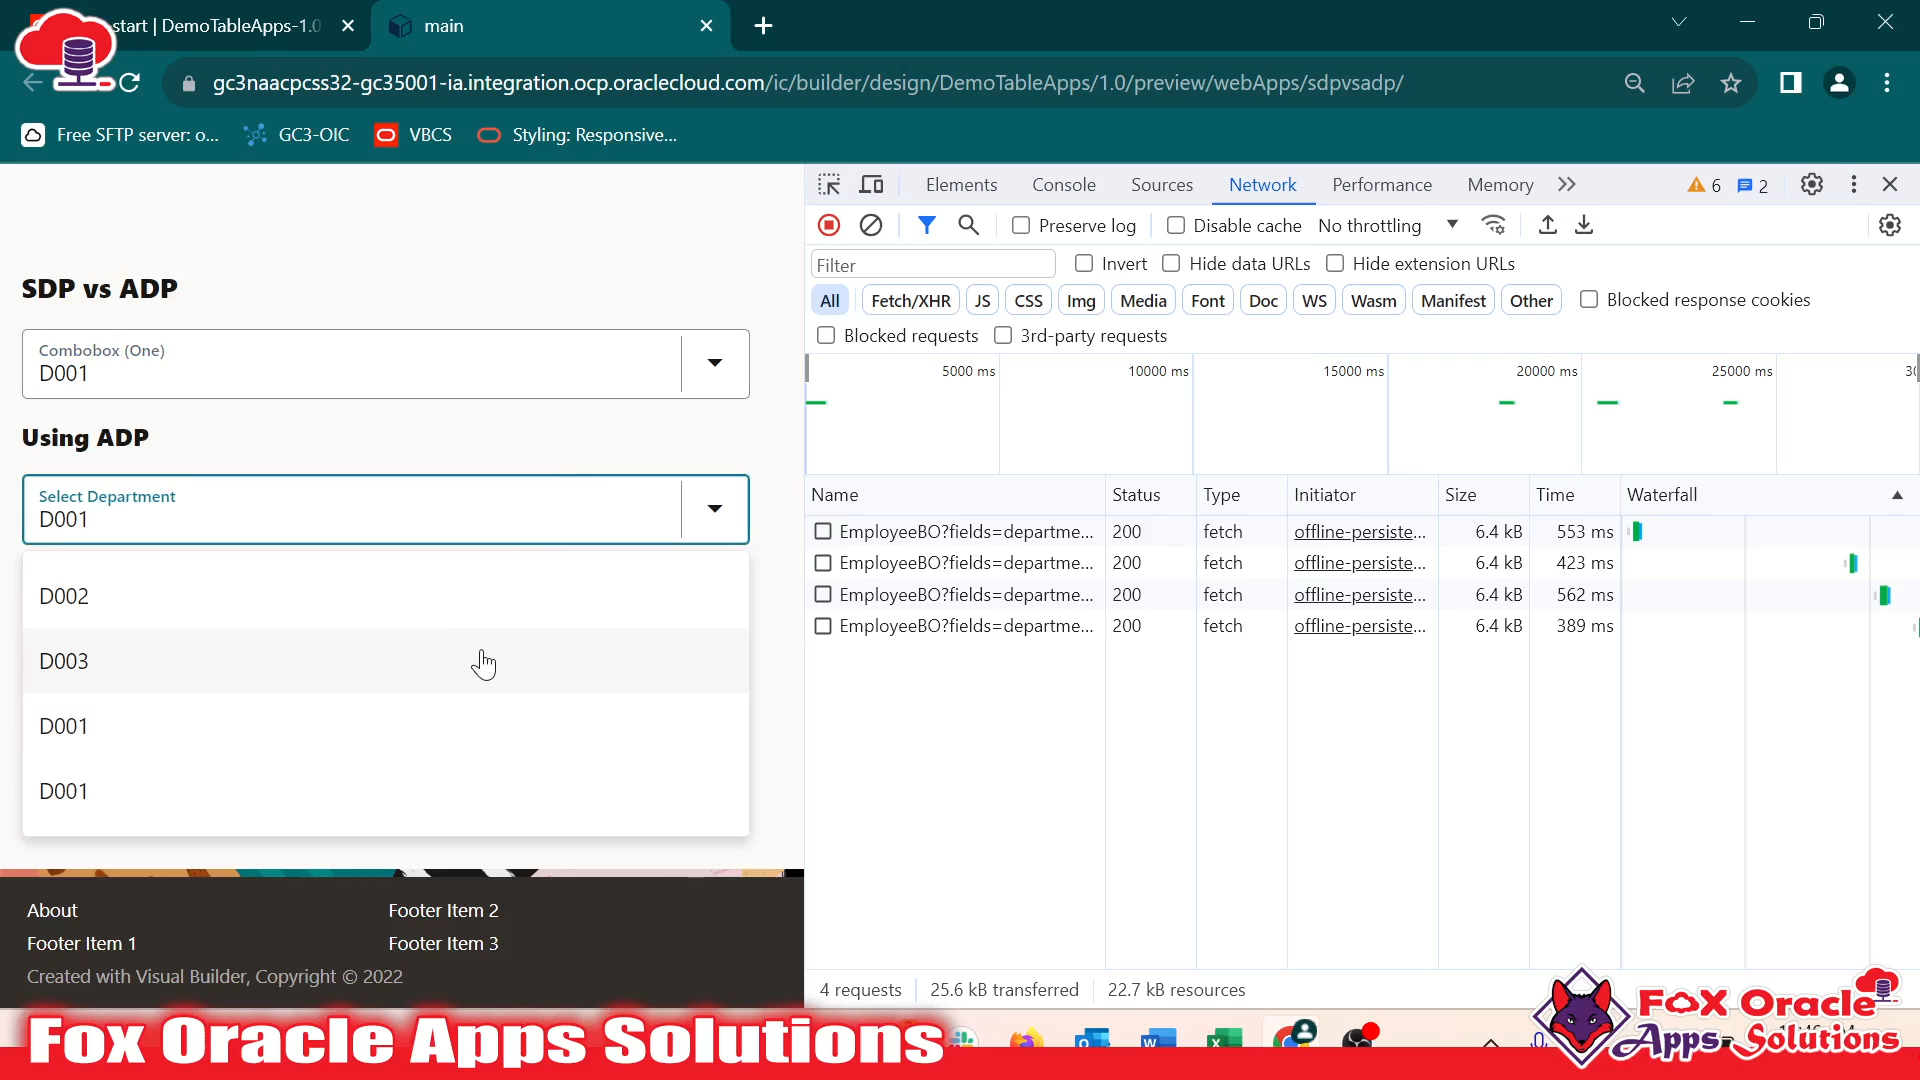 start | DemoTableApps-1.0
main
gc3naacpcss32-gc35001-ia.integration.ocp.oraclecloud.com/ic/builder/design/DemoTableApps/1.0/preview/webApps/sdpvsadp/
Free SFTP server: o...
GC3-OIC
VBCS
Styling: Responsive...
SDP vs ADP
Combobox (One)
D001
Using ADP
Select Department
D001
D002
D003
D001
D001
About
Footer Item 2
Footer Item 1
Footer Item 3
Created with Visual Builder, Copyright © 2022
Elements Console Sources Network Performance Memory 6 2
Preserve log Disable cache No throttling
Filter Invert Hide data URLs Hide extension URLs
All Fetch/XHR JS CSS Img Media Font Doc WS Wasm Manifest Other Blocked response cookies
Blocked requests 3rd-party requests
5000 ms 10000 ms 15000 ms 20000 ms 25000 ms
Name Status Type Initiator Size Time Waterfall
EmployeeBO?fields=departme... 200 fetch offline-persiste... 6.4 kB 553 ms
EmployeeBO?fields=departme... 200 fetch offline-persiste... 6.4 kB 423 ms
EmployeeBO?fields=departme... 200 fetch offline-persiste... 6.4 kB 562 ms
EmployeeBO?fields=departme... 200 fetch offline-persiste... 6.4 kB 389 ms
4 requests 25.6 kB transferred 22.7 kB resources
Fox Oracle Apps Solutions
FOX Oracle
Apps Solutions